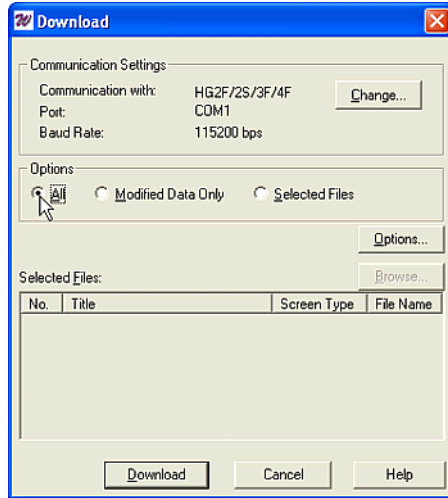 Download
Communication Settings
Communication with: HG2F/2S/3F/4F
Change...
Port: COM1
Baud Rate: 115200 bps
Options
All Modified Data Only Selected Files
Options...
Selected Files: Browse...
No. Title Screen Type File Name
Download Cancel Help